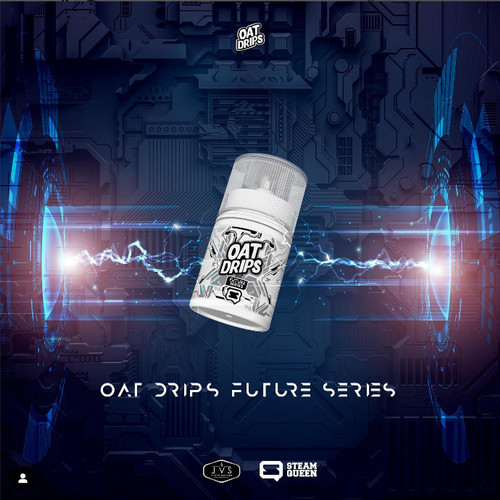 OAT
DRIPS
OAT
DRIPS
OAT DRIPS FUTURE SERIES
JVS
STEAM
QUEEN